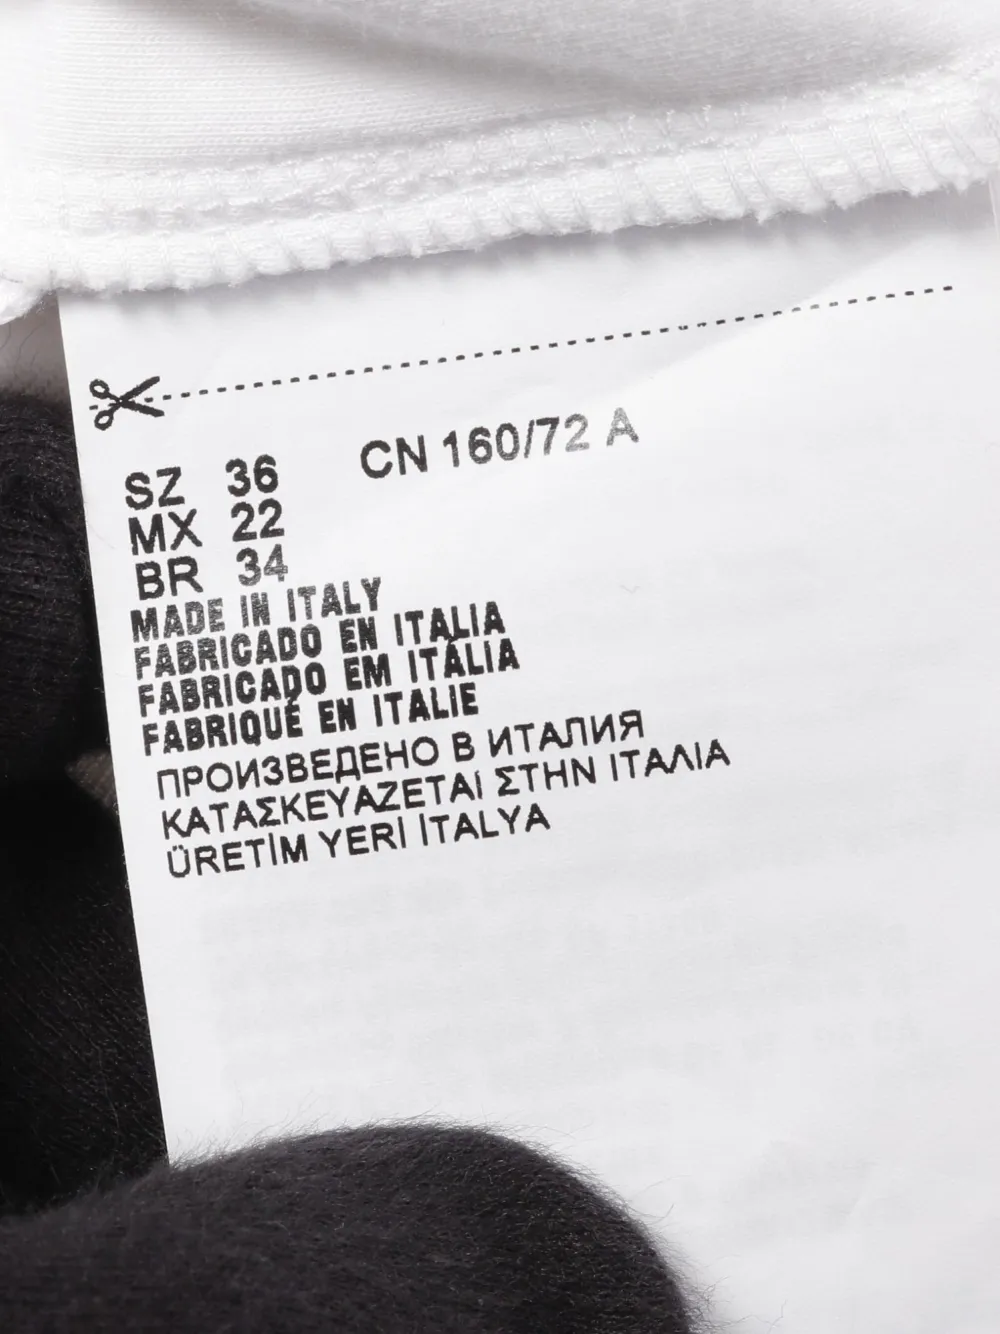 SZ 36 CN 160/72 A
MX 22
BR 34
MADE IN ITALY
FABRICADO EN ITALIA
FABRICADO EM ITÁLIA
FABRIQUÉ EN ITALIE
ПРОИЗВЕДЕНО В ИТАЛИЯ
ΚΑΤΑΣΚΕΥΑΖΕΤΑΙ ΣΤΗΝ ΙΤΑΛΙΑ
ÜRETİM YERİ İTALYA